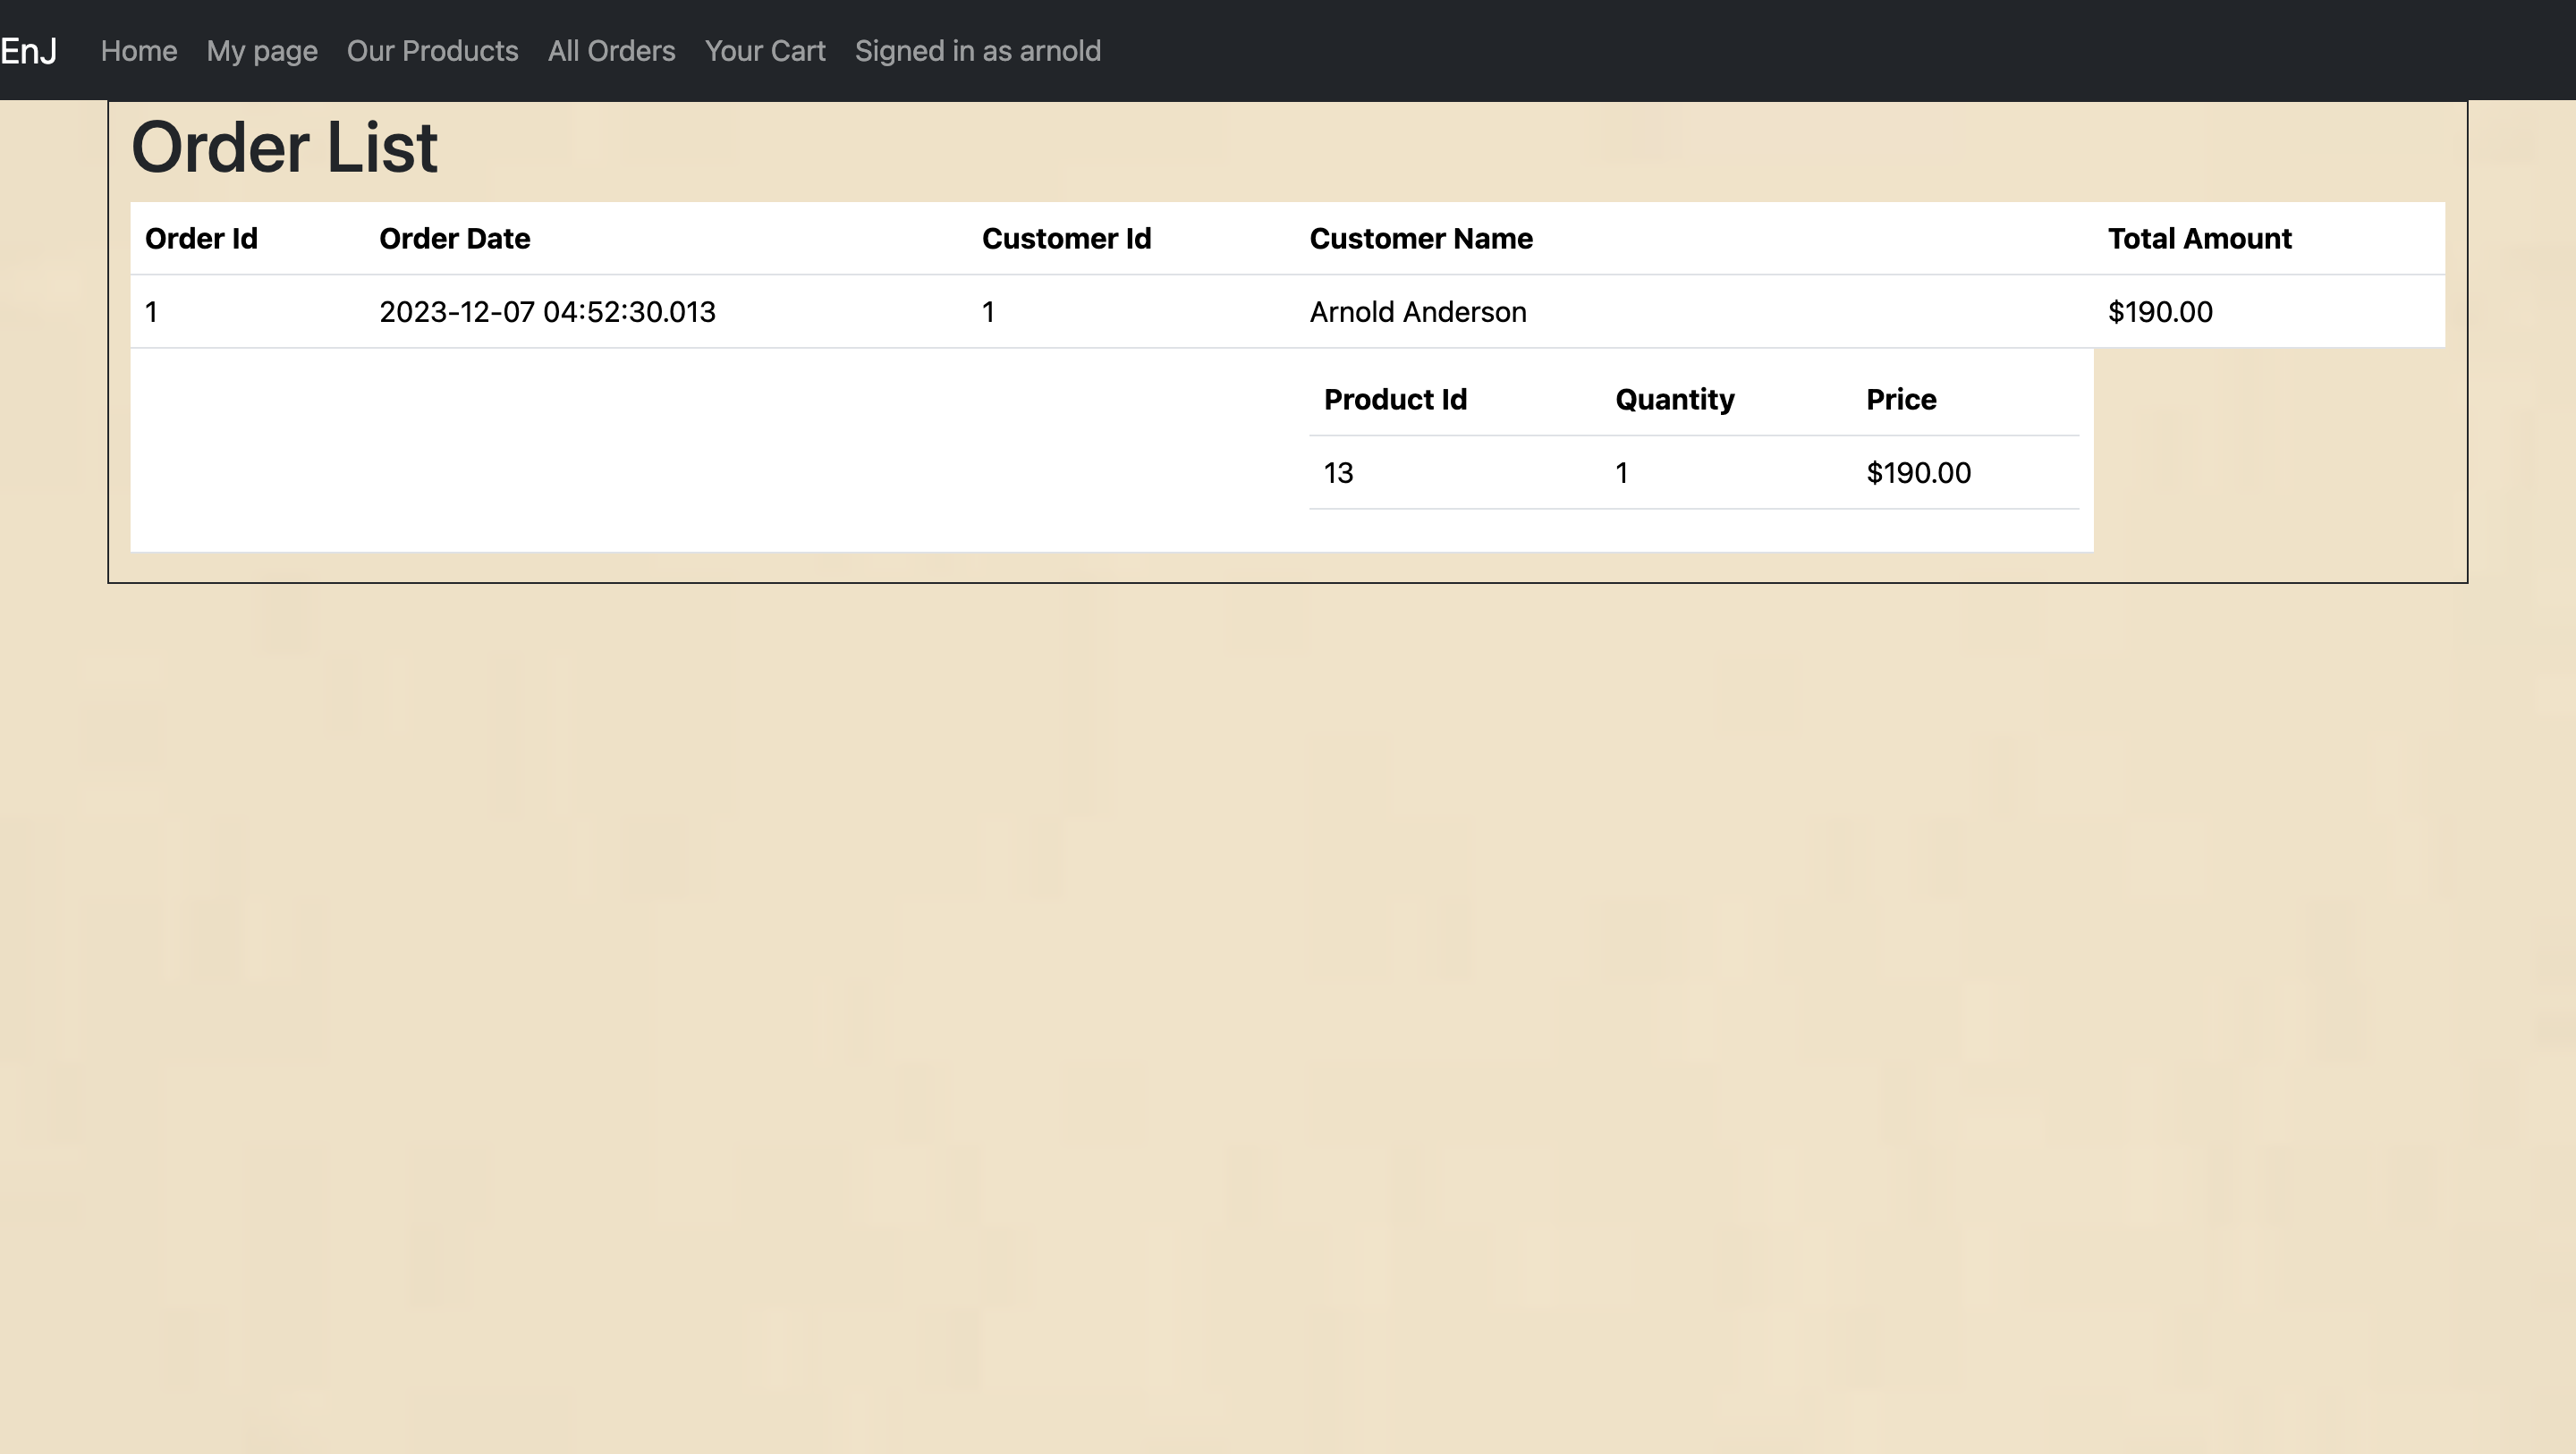 EnJ Home My page Our Products All Orders Your Cart Signed in as arnold
Order List
Order Id Order Date Customer Id Customer Name Total Amount
1 2023-12-07 04:52:30.013 1 Arnold Anderson $190.00
Product Id Quantity Price
13 1 $190.00